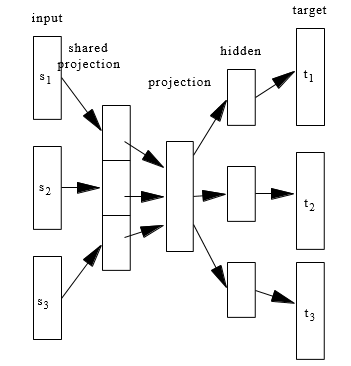 input
shared
projection
projection
hidden
target
s1
s2
s3
t1
t2
t3